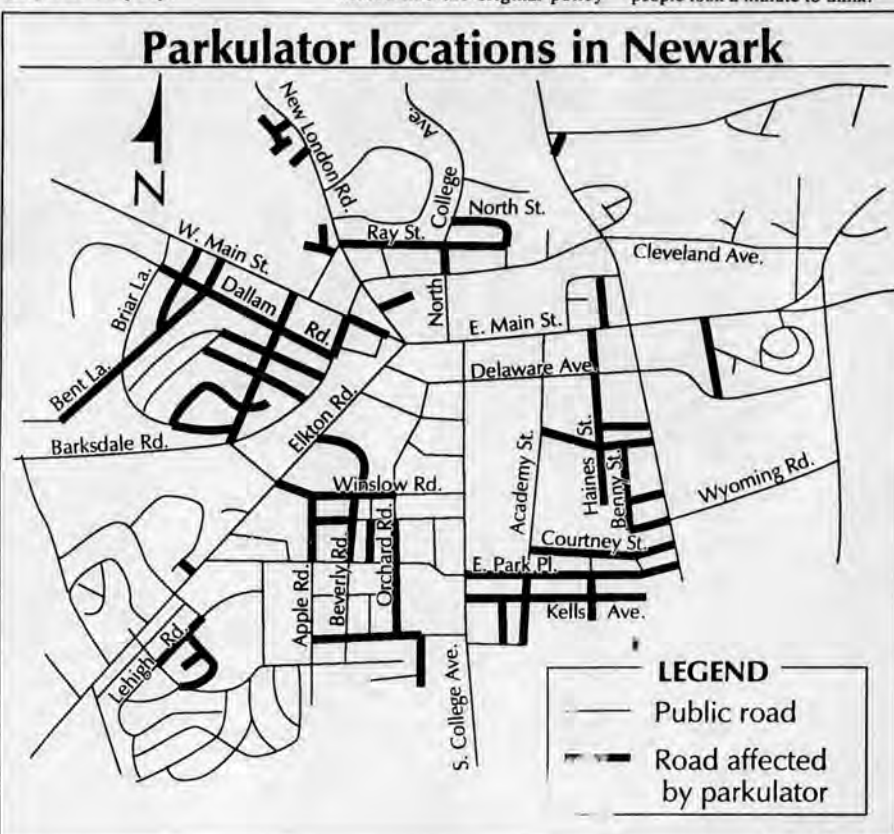 Parkulator locations in Newark
N
New London Rd.
College
Ave.
North St.
Ray St.
W. Main St.
Cleveland Ave.
Briar La.
Dallam
Rd.
North
E. Main St.
Bent La.
Delaware Ave.
Elkton Rd.
Barksdale Rd.
Academy St.
Haines
St.
Benny St.
Wyoming Rd.
Winslow Rd.
Courtney St.
Apple Rd.
Beverly Rd.
Orchard Rd.
E. Park Pl.
Kells Ave.
Lehigh Rd.
S. College Ave.
LEGEND
Public road
Road affected
by parkulator